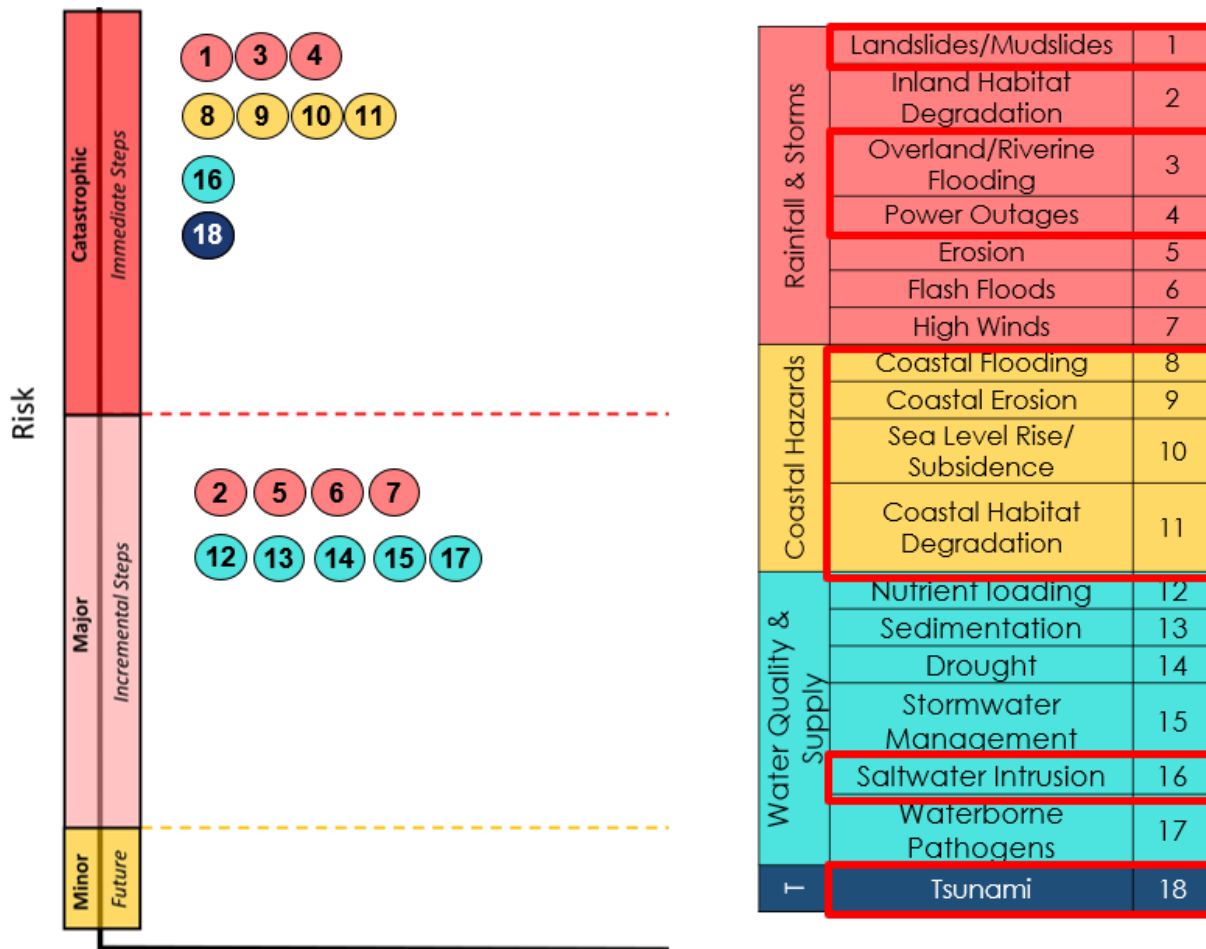 Risk
Catastrophic
Immediate Steps
1 3 4
8 9 10 11
16
18
Major
Incremental Steps
2 5 6 7
12 13 14 15 17
Minor
Future
Rainfall & Storms
Landslides/Mudslides 1
Inland Habitat
Degradation 2
Overland/Riverine
Flooding 3
Power Outages 4
Erosion 5
Flash Floods 6
High Winds 7
Coastal Hazards
Coastal Flooding 8
Coastal Erosion 9
Sea Level Rise/
Subsidence 10
Coastal Habitat
Degradation 11
Water Quality &
Supply
Nutrient loading 12
Sedimentation 13
Drought 14
Stormwater
Management 15
Saltwater Intrusion 16
Waterborne
Pathogens 17
T
Tsunami 18